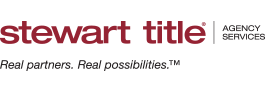 stewart title® | AGENCY
SERVICES
Real partners. Real possibilities.™